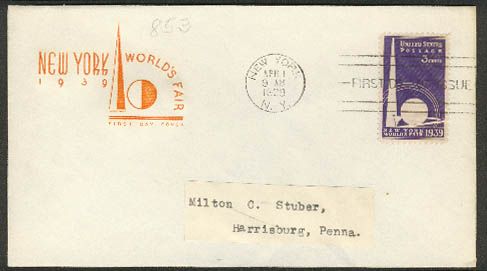 853
NEW YORK WORLD'S FAIR
1939
FIRST DAY COVER
NEW YORK
APR 1
9 AM
1939
N. Y.
FIRST DAY OF ISSUE
UNITED STATES
POSTAGE
3 CENTS
NEW YORK
WORLD'S FAIR 1939
Milton C. Stuber,
Harrisburg, Penna.